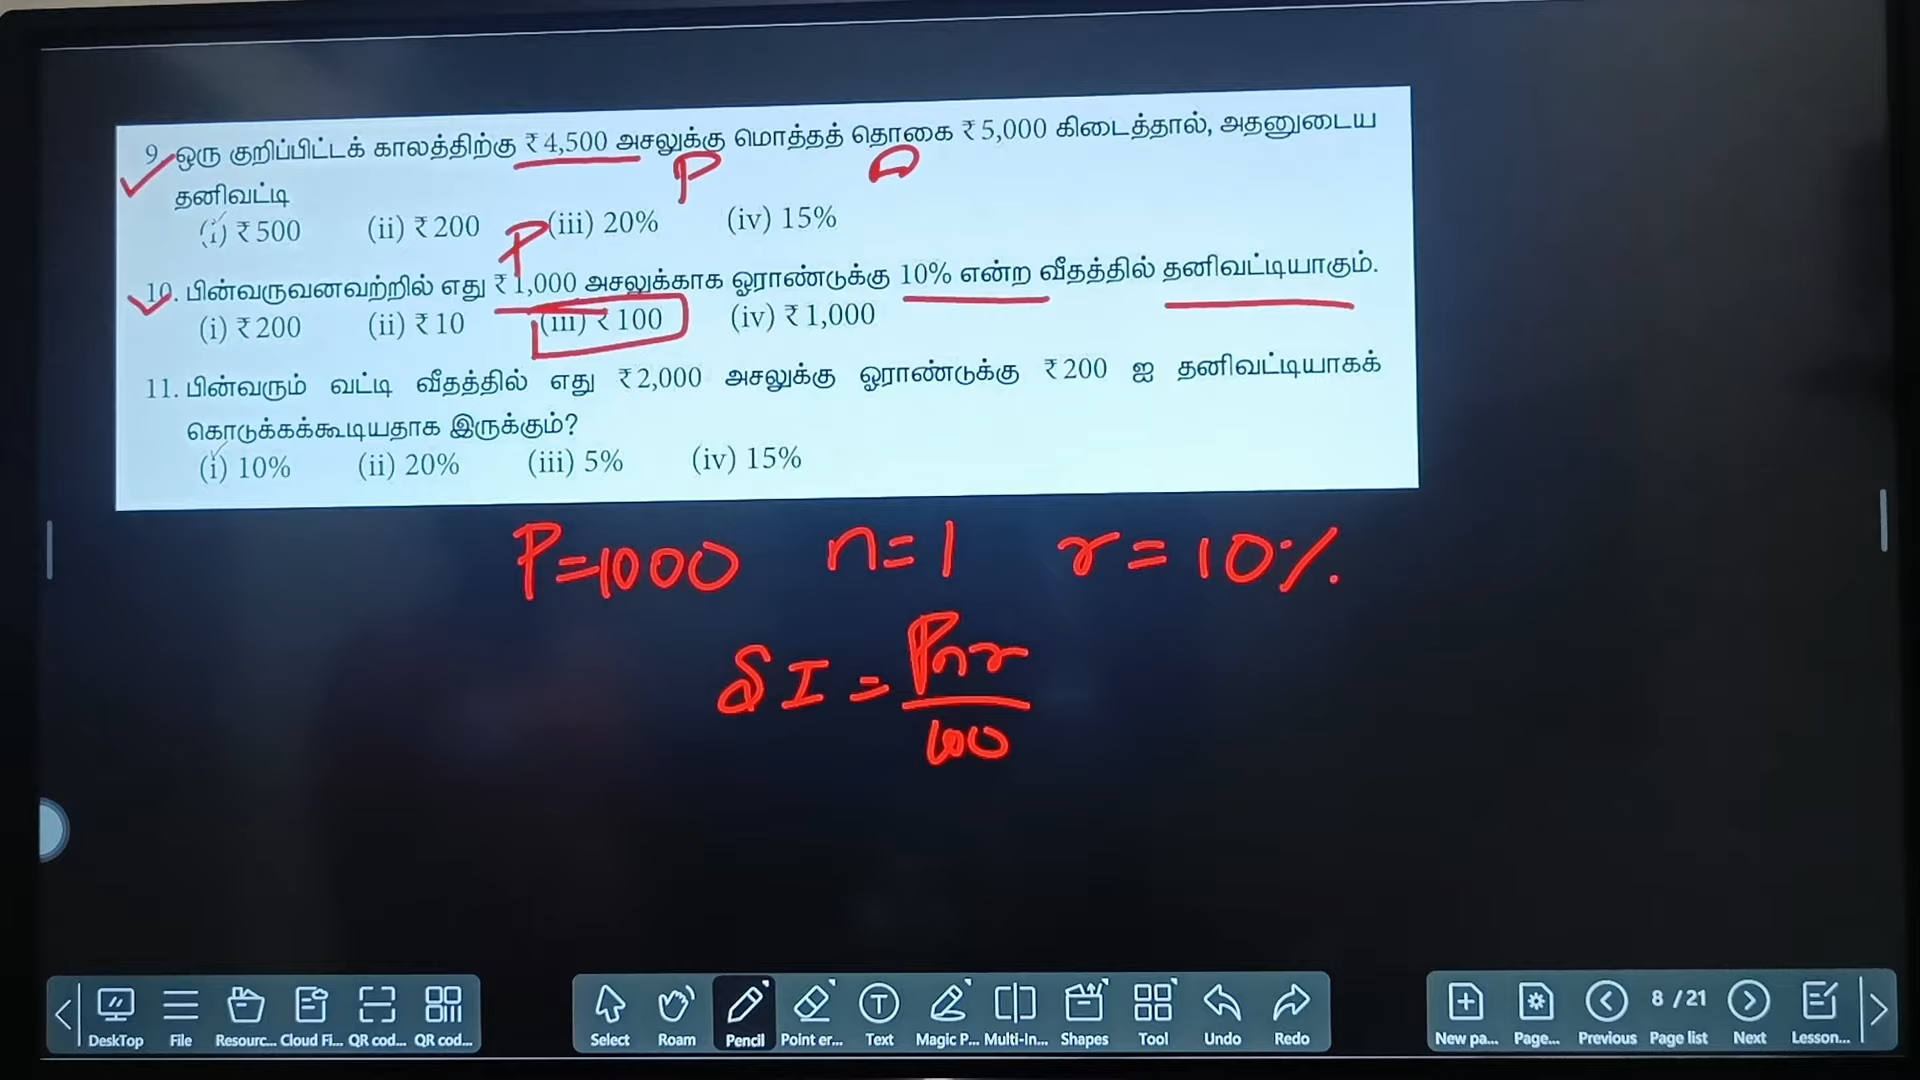 9. ஒரு குறிப்பிட்டக் காலத்திற்கு ₹ 4,500 அசலுக்கு மொத்தத் தொகை ₹ 5,000 கிடைத்தால், அதனுடைய
தனிவட்டி
P A
(i) ₹ 500 (ii) ₹ 200 (iii) 20% (iv) 15%
P
10. பின்வருவனவற்றில் எது ₹ 1,000 அசலுக்காக ஓராண்டுக்கு 10% என்ற வீதத்தில் தனிவட்டியாகும்.
(i) ₹ 200 (ii) ₹ 10 (iii) ₹ 100 (iv) ₹ 1,000
11. பின்வரும் வட்டி வீதத்தில் எது ₹ 2,000 அசலுக்கு ஓராண்டுக்கு ₹ 200 ஐ தனிவட்டியாகக்
கொடுக்கக்கூடியதாக இருக்கும்?
(i) 10% (ii) 20% (iii) 5% (iv) 15%
P=1000 n=1 r=10%
SI = Pnr
100
8 /21
DeskTop File Resourc... Cloud Fi... QR cod... QR cod... Select Roam Pencil Point er... Text Magic P... Multi-In... Shapes Tool Undo Redo New pa... Page... Previous Page list Next Lesson...